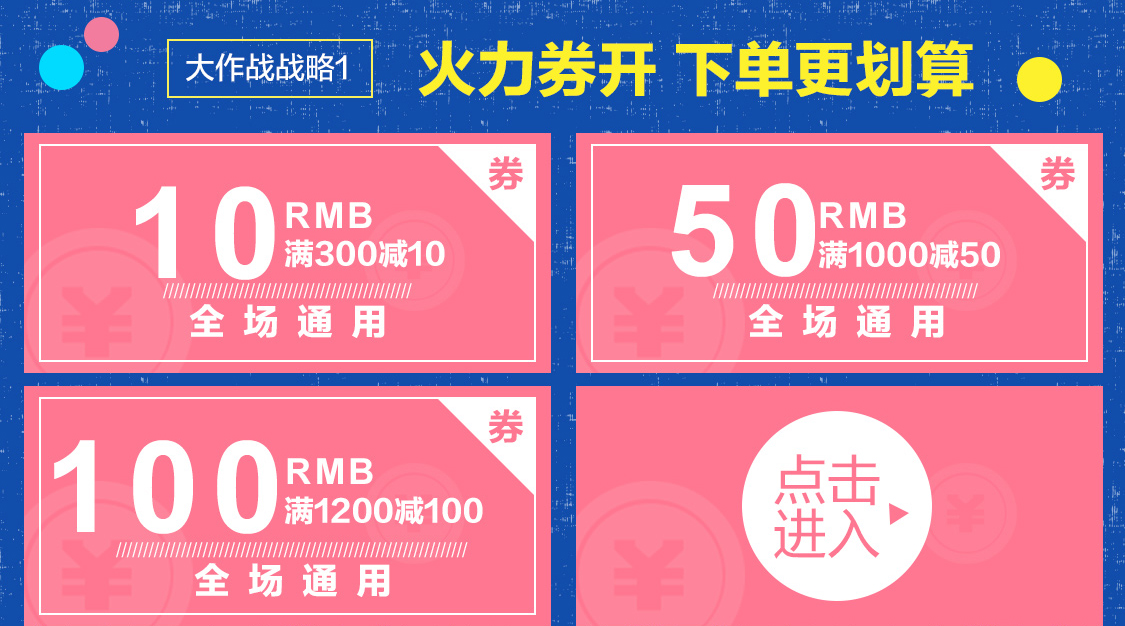 大作战战略1
火力券开 下单更划算
券
10
RMB
满300减10
全场通用
券
50
RMB
满1000减50
全场通用
券
100
RMB
满1200减100
全场通用
点击
进入